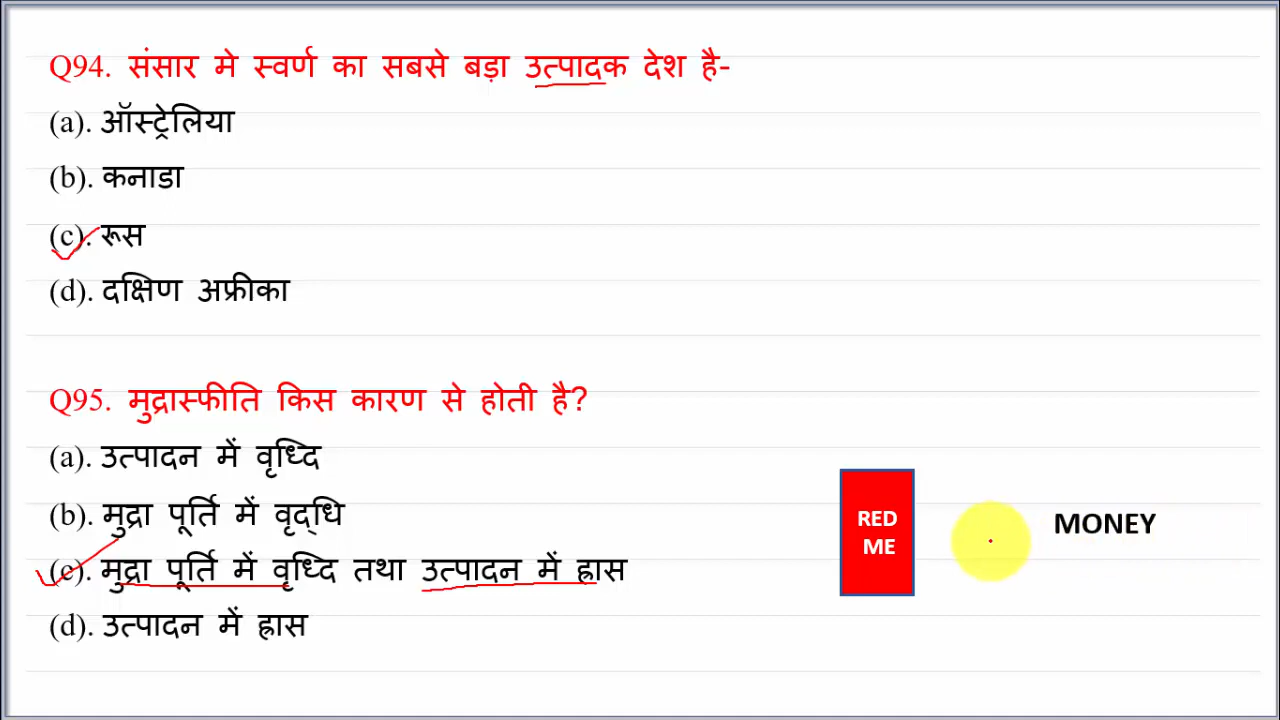 Q94. संसार मे स्वर्ण का सबसे बड़ा उत्पादक देश है-
(a). ऑस्ट्रेलिया
(b). कनाडा
(c). रूस
(d). दक्षिण अफ्रीका
Q95. मुद्रास्फीति किस कारण से होती है?
(a). उत्पादन में वृध्दि
(b). मुद्रा पूर्ति में वृद्धि
(c). मुद्रा पूर्ति में वृध्दि तथा उत्पादन में ह्रास
(d). उत्पादन में ह्रास
RED
ME
MONEY